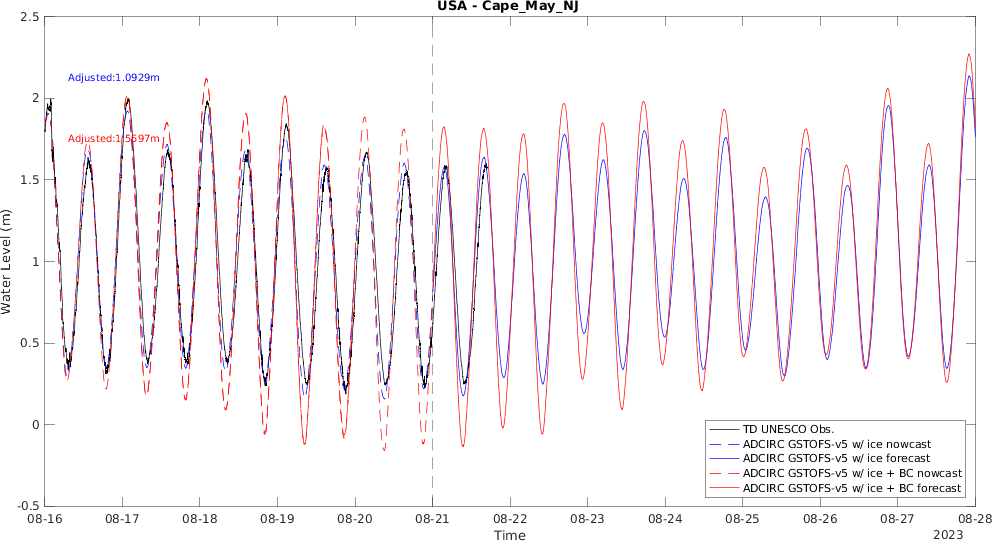 USA - Cape_May_NJ
Water Level (m)
2.5
2
1.5
1
0.5
0
-0.5
Adjusted:1.0929m
Adjusted:1.5697m
TD UNESCO Obs.
ADCIRC GSTOFS-v5 w/ ice nowcast
ADCIRC GSTOFS-v5 w/ ice forecast
ADCIRC GSTOFS-v5 w/ ice + BC nowcast
ADCIRC GSTOFS-v5 w/ ice + BC forecast
08-16 08-17 08-18 08-19 08-20 08-21 08-22 08-23 08-24 08-25 08-26 08-27 08-28
Time
2023